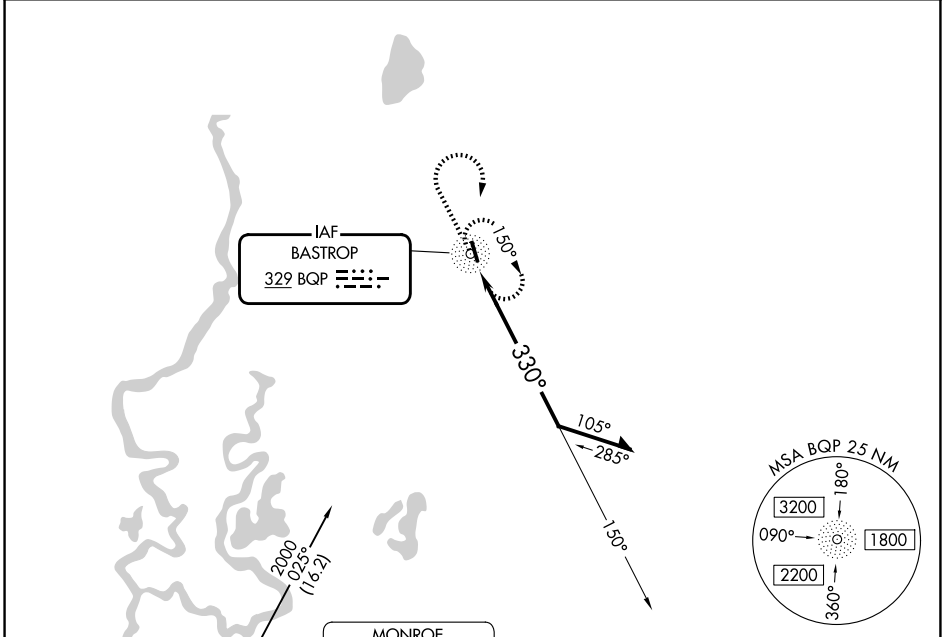 IAF
BASTROP
329 BQP
150°
330°
105°
285°
150°
2000
025°
(16.2)
MSA BQP 25 NM
180°
3200
090°
1800
2200
360°
MONROE